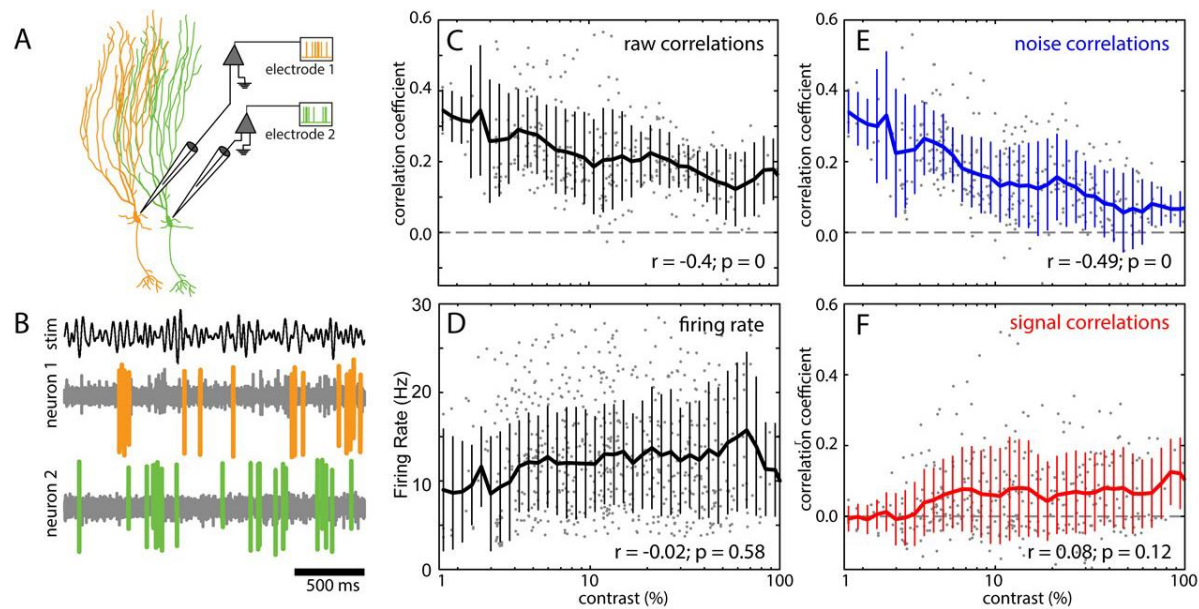 A
electrode 1
electrode 2
B
stim
neuron 1
neuron 2
500 ms
C
raw correlations
correlation coefficient
0.6
0.4
0.2
0.0
r = -0.4; p = 0
D
firing rate
Firing Rate (Hz)
30
20
10
0
r = -0.02; p = 0.58
1
10
100
contrast (%)
E
noise correlations
correlation coefficient
0.6
0.4
0.2
0.0
r = -0.49; p = 0
F
signal correlations
correlation coefficient
0.6
0.4
0.2
0.0
r = 0.08; p = 0.12
1
10
100
contrast (%)